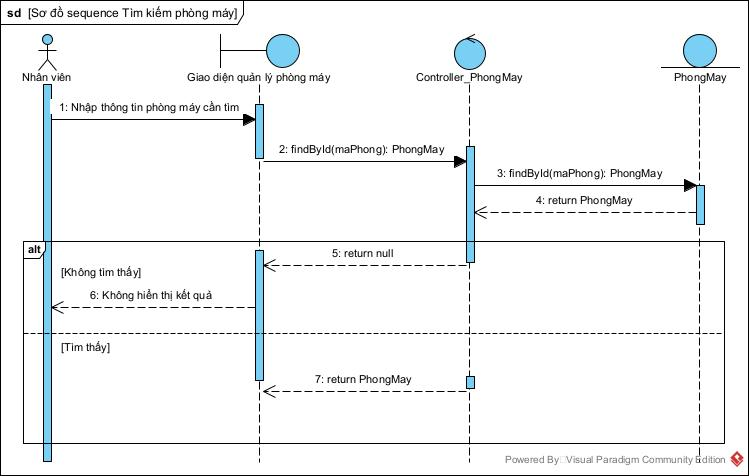 sd [Sơ đồ sequence Tìm kiếm phòng máy]
Nhân viên
Giao diện quản lý phòng máy
Controller_PhongMay
PhongMay
1: Nhập thông tin phòng máy cần tìm
2: findById(maPhong): PhongMay
3: findById(maPhong): PhongMay
4: return PhongMay
alt
5: return null
[Không tìm thấy]
6: Không hiển thị kết quả
[Tìm thấy]
7: return PhongMay
Powered By Visual Paradigm Community Edition